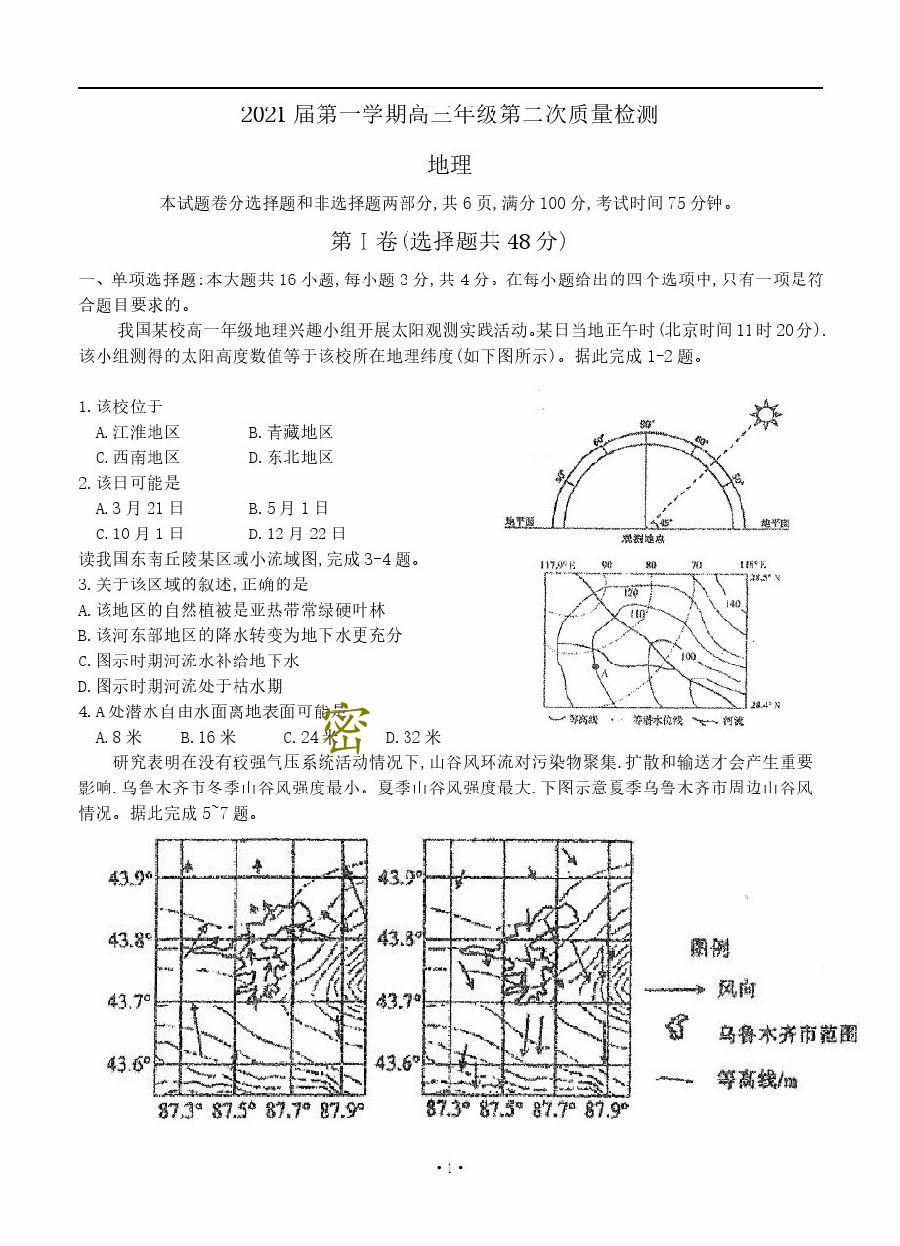 2021 届第一学期高三年级第二次质量检测
地理
本试题卷分选择题和非选择题两部分,共 6 页,满分 100 分,考试时间 75 分钟。
第 I 卷(选择题共 48 分)
一、单项选择题:本大题共 16 小题,每小题 3 分,共 4 分。在每小题给出的四个选项中,只有一项是符
合题目要求的。
我国某校高一年级地理兴趣小组开展太阳观测实践活动。某日当地正午时(北京时间 11 时 20 分).
该小组测得的太阳高度数值等于该校所在地地理纬度(如下图所示)。据此完成 1-2 题。
1. 该校位于
A. 江淮地区 B. 青藏地区
C. 西南地区 D. 东北地区
2. 该日可能是
A. 3 月 21 日 B. 5 月 1 日
C. 10 月 1 日 D. 12 月 22 日
30° 60° 90° 60° 30°
45°
地平面 地平面
观测地点
读我国东南丘陵某区域小流域图,完成 3-4 题。
3. 关于该区域的叙述,正确的是
A. 该地区的自然植被是亚热带常绿硬叶林
B. 该河东部地区的降水转变为地下水更充分
C. 图示时期河流水补给地下水
D. 图示时期河流处于枯水期
4. A 处潜水自由水面离地表面可能是
A. 8 米 B. 16 米 C. 24 米 D. 32 米
密
117.9°E 90 80 70 118°E
28.5°N
120
110
140
100
A
28.4°N
等高线 等潜水位线 河流
研究表明在没有较强气压系统活动情况下,山谷风环流对污染物聚集.扩散和输送才会产生重要
影响.乌鲁木齐市冬季山谷风强度最小。夏季山谷风强度最大.下图示意夏季乌鲁木齐市周边山谷风
情况。据此完成 5~7 题。
43.9°
43.8°
43.7°
43.6°
87.3° 87.5° 87.7° 87.9°
43.9°
43.8°
43.7°
43.6°
87.3° 87.5° 87.7° 87.9°
图例
风向
乌鲁木齐市范围
等高线/m
· 1 ·